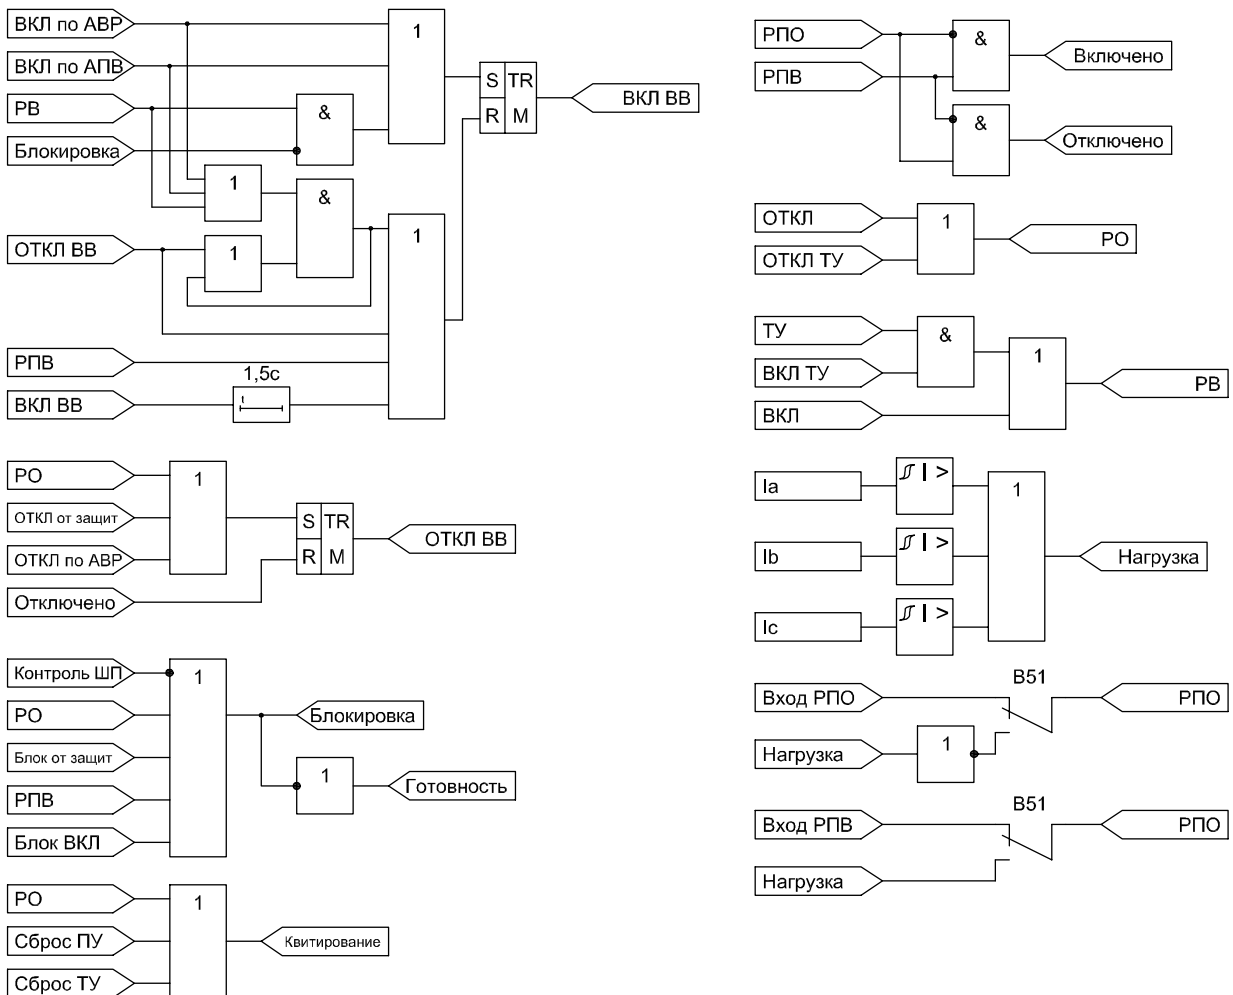 ВКЛ по АВР
ВКЛ по АПВ
РВ
Блокировка
ОТКЛ ВВ
РПВ
1,5с
t
ВКЛ ВВ
1
&
1
&
1
1
S TR
R M
ВКЛ ВВ
РО
ОТКЛ от защит
ОТКЛ по АВР
Отключено
1
S TR
R M
ОТКЛ ВВ
Контроль ШП
РО
Блок от защит
РПВ
Блок ВКЛ
1
Блокировка
1
Готовность
РО
Сброс ПУ
Сброс ТУ
1
Квитирование
РПО
РПВ
&
Включено
&
Отключено
ОТКЛ
ОТКЛ ТУ
1
РО
ТУ
ВКЛ ТУ
ВКЛ
&
1
РВ
Ia
I >
Ib
I >
Ic
I >
1
Нагрузка
Вход РПО
Нагрузка
1
В51
РПО
Вход РПВ
Нагрузка
В51
РПО